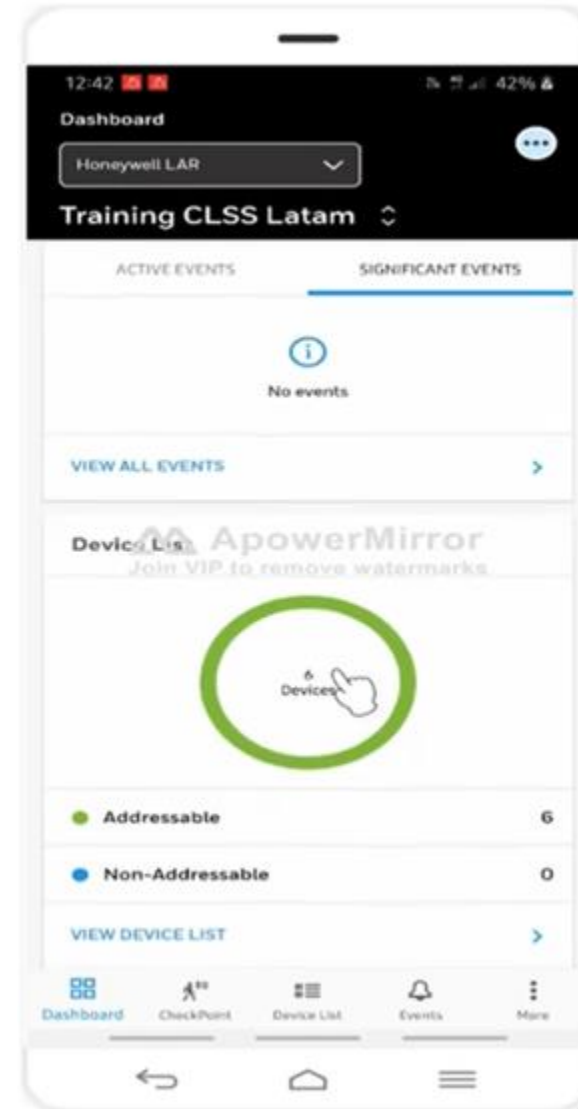 12:42 42%
Dashboard
Honeywell LAR
Training CLSS Latam
ACTIVE EVENTS SIGNIFICANT EVENTS
No events
VIEW ALL EVENTS
Device Lis
ApowerMirror
Join VIP to remove watermarks
6
Devices
Addressable 6
Non-Addressable 0
VIEW DEVICE LIST
Dashboard CheckPoint Device List Events More